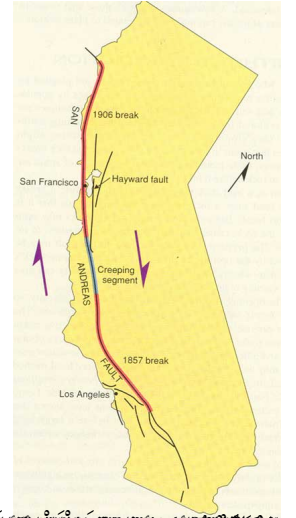 SAN
1906 break
North
San Francisco
Hayward fault
Creeping
segment
ANDREAS
1857 break
FAULT
Los Angeles